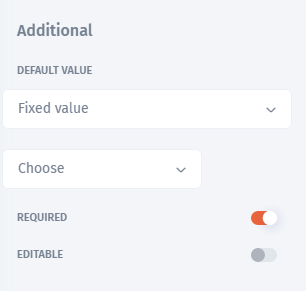 Additional
DEFAULT VALUE
Fixed value
Choose
REQUIRED
EDITABLE